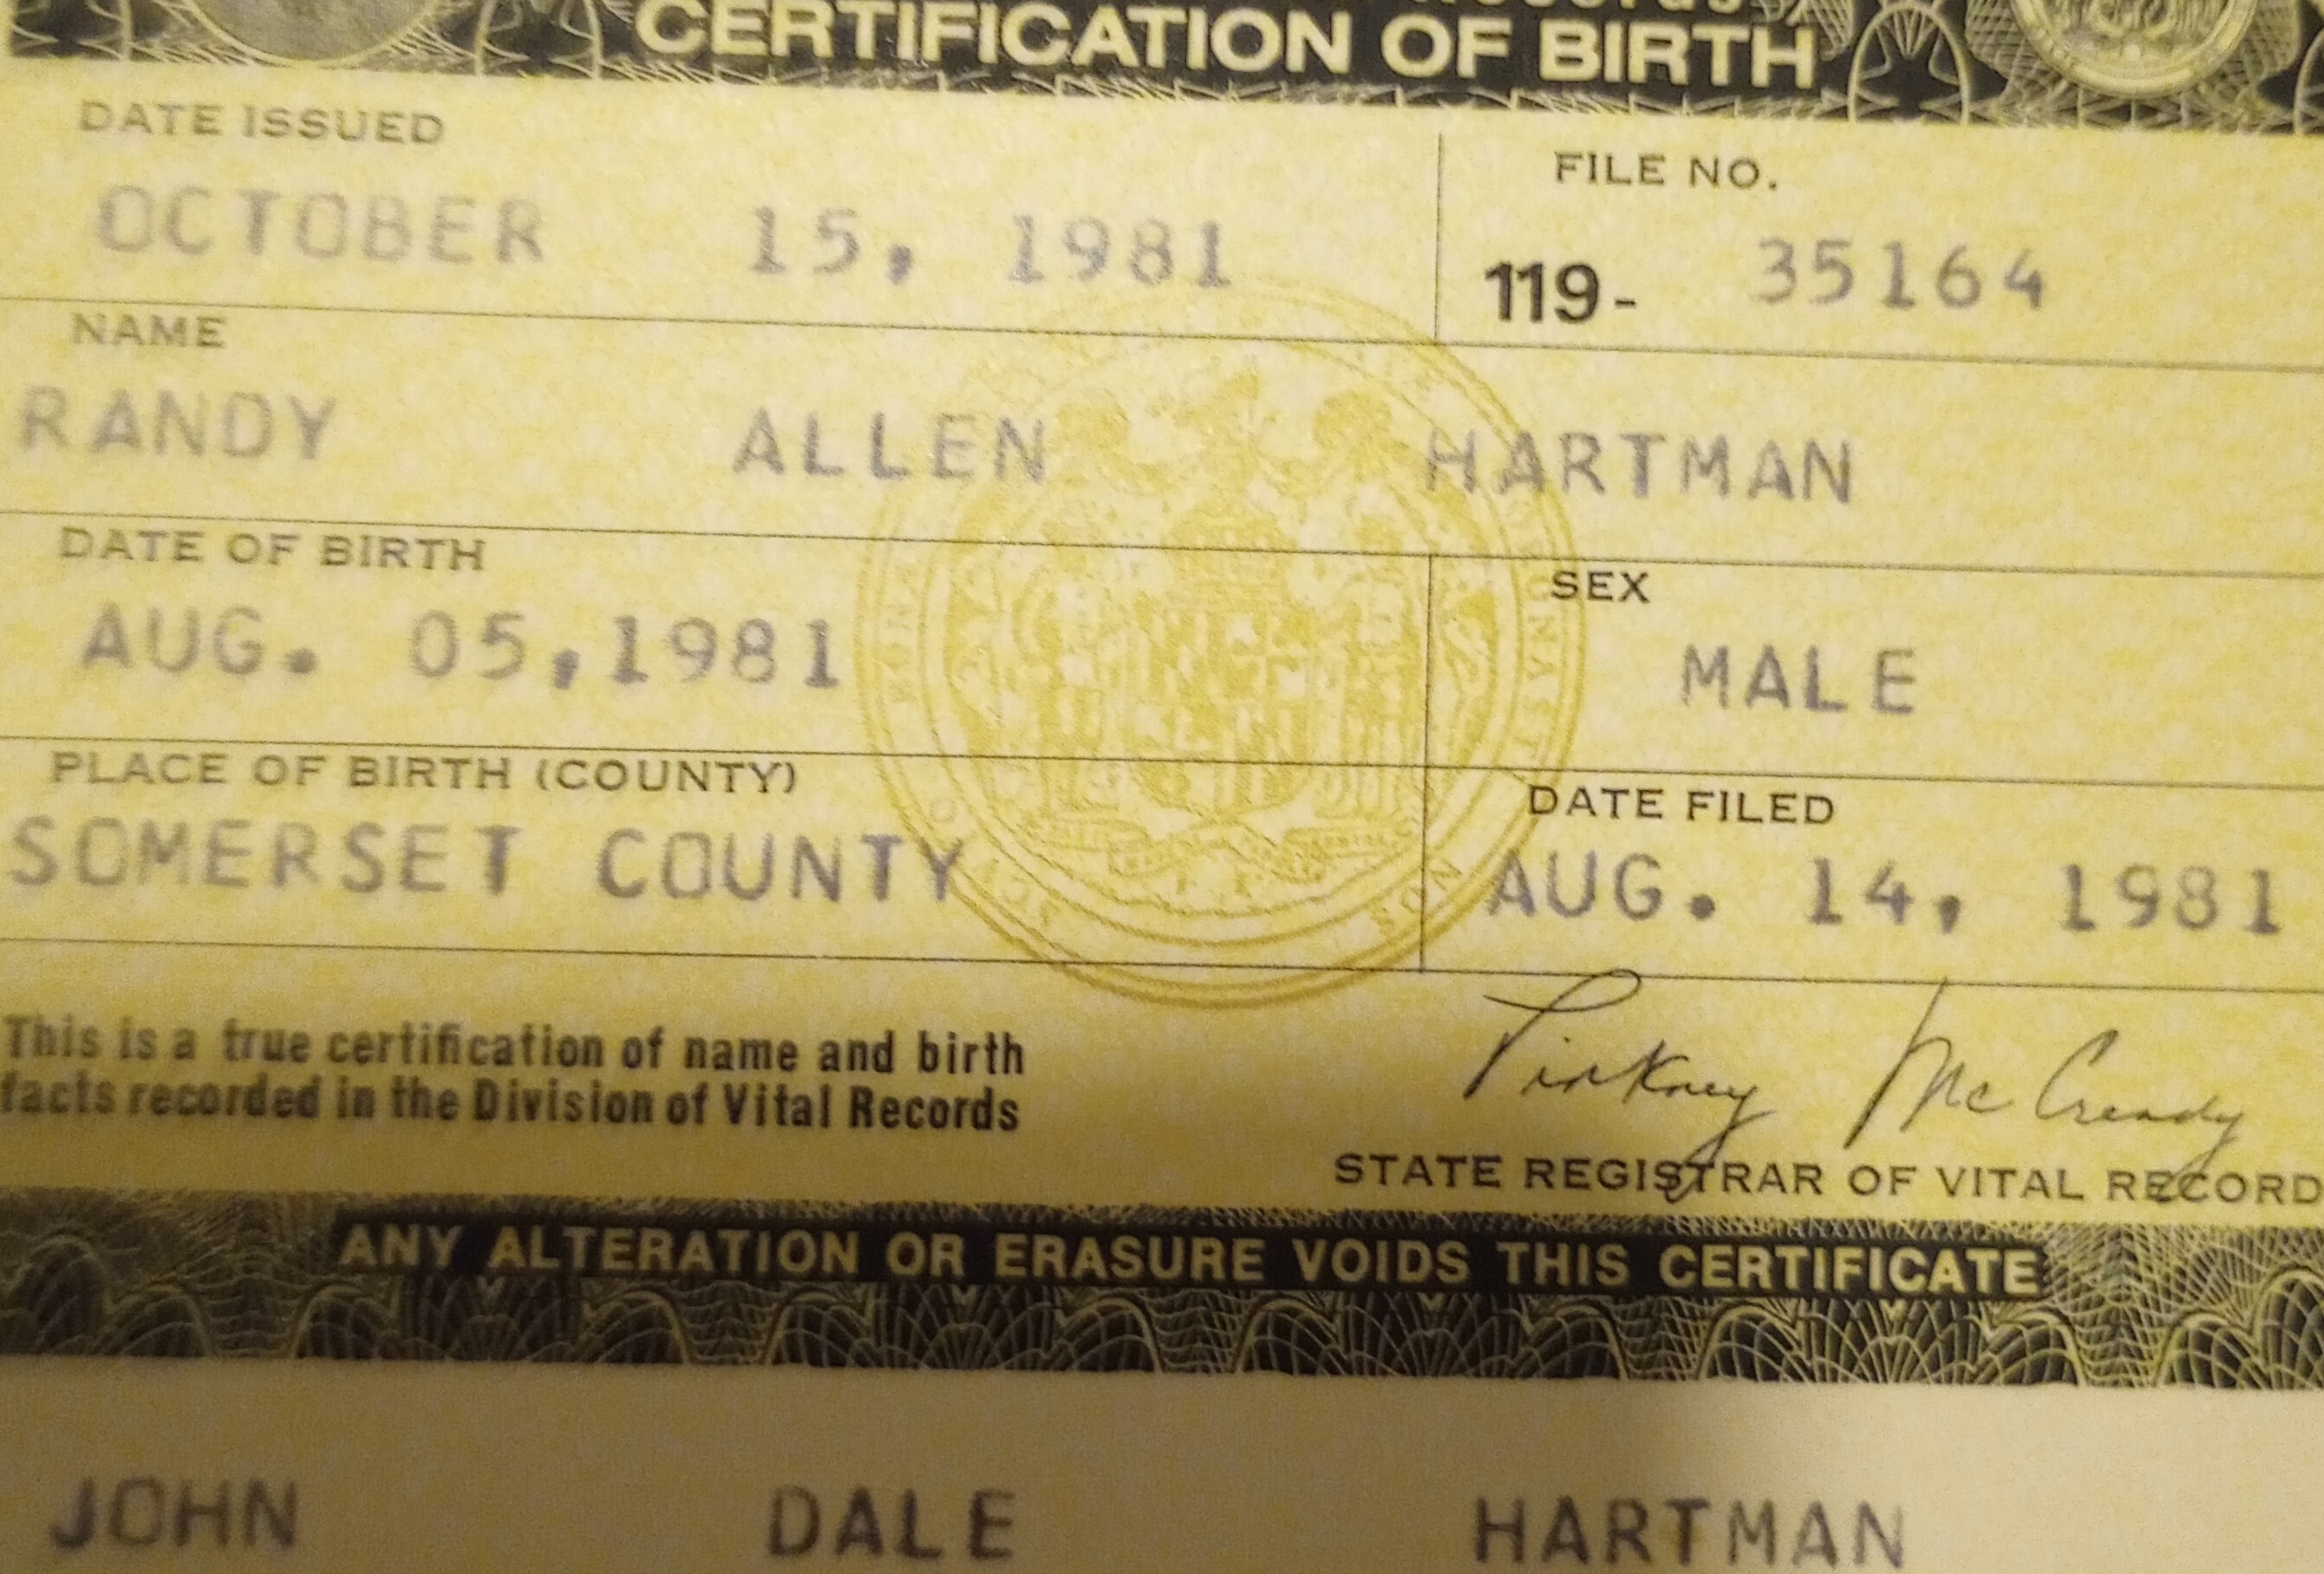 CERTIFICATION OF BIRTH
DATE ISSUED
OCTOBER 15, 1981
FILE NO.
119- 35164
NAME
RANDY ALLEN HARTMAN
DATE OF BIRTH
AUG. 05,1981
SEX
MALE
PLACE OF BIRTH (COUNTY)
SOMERSET COUNTY
DATE FILED
AUG. 14, 1981
This is a true certification of name and birth
facts recorded in the Division of Vital Records
Pinkney McCready
STATE REGISTRAR OF VITAL RECORD
ANY ALTERATION OR ERASURE VOIDS THIS CERTIFICATE
JOHN DALE HARTMAN